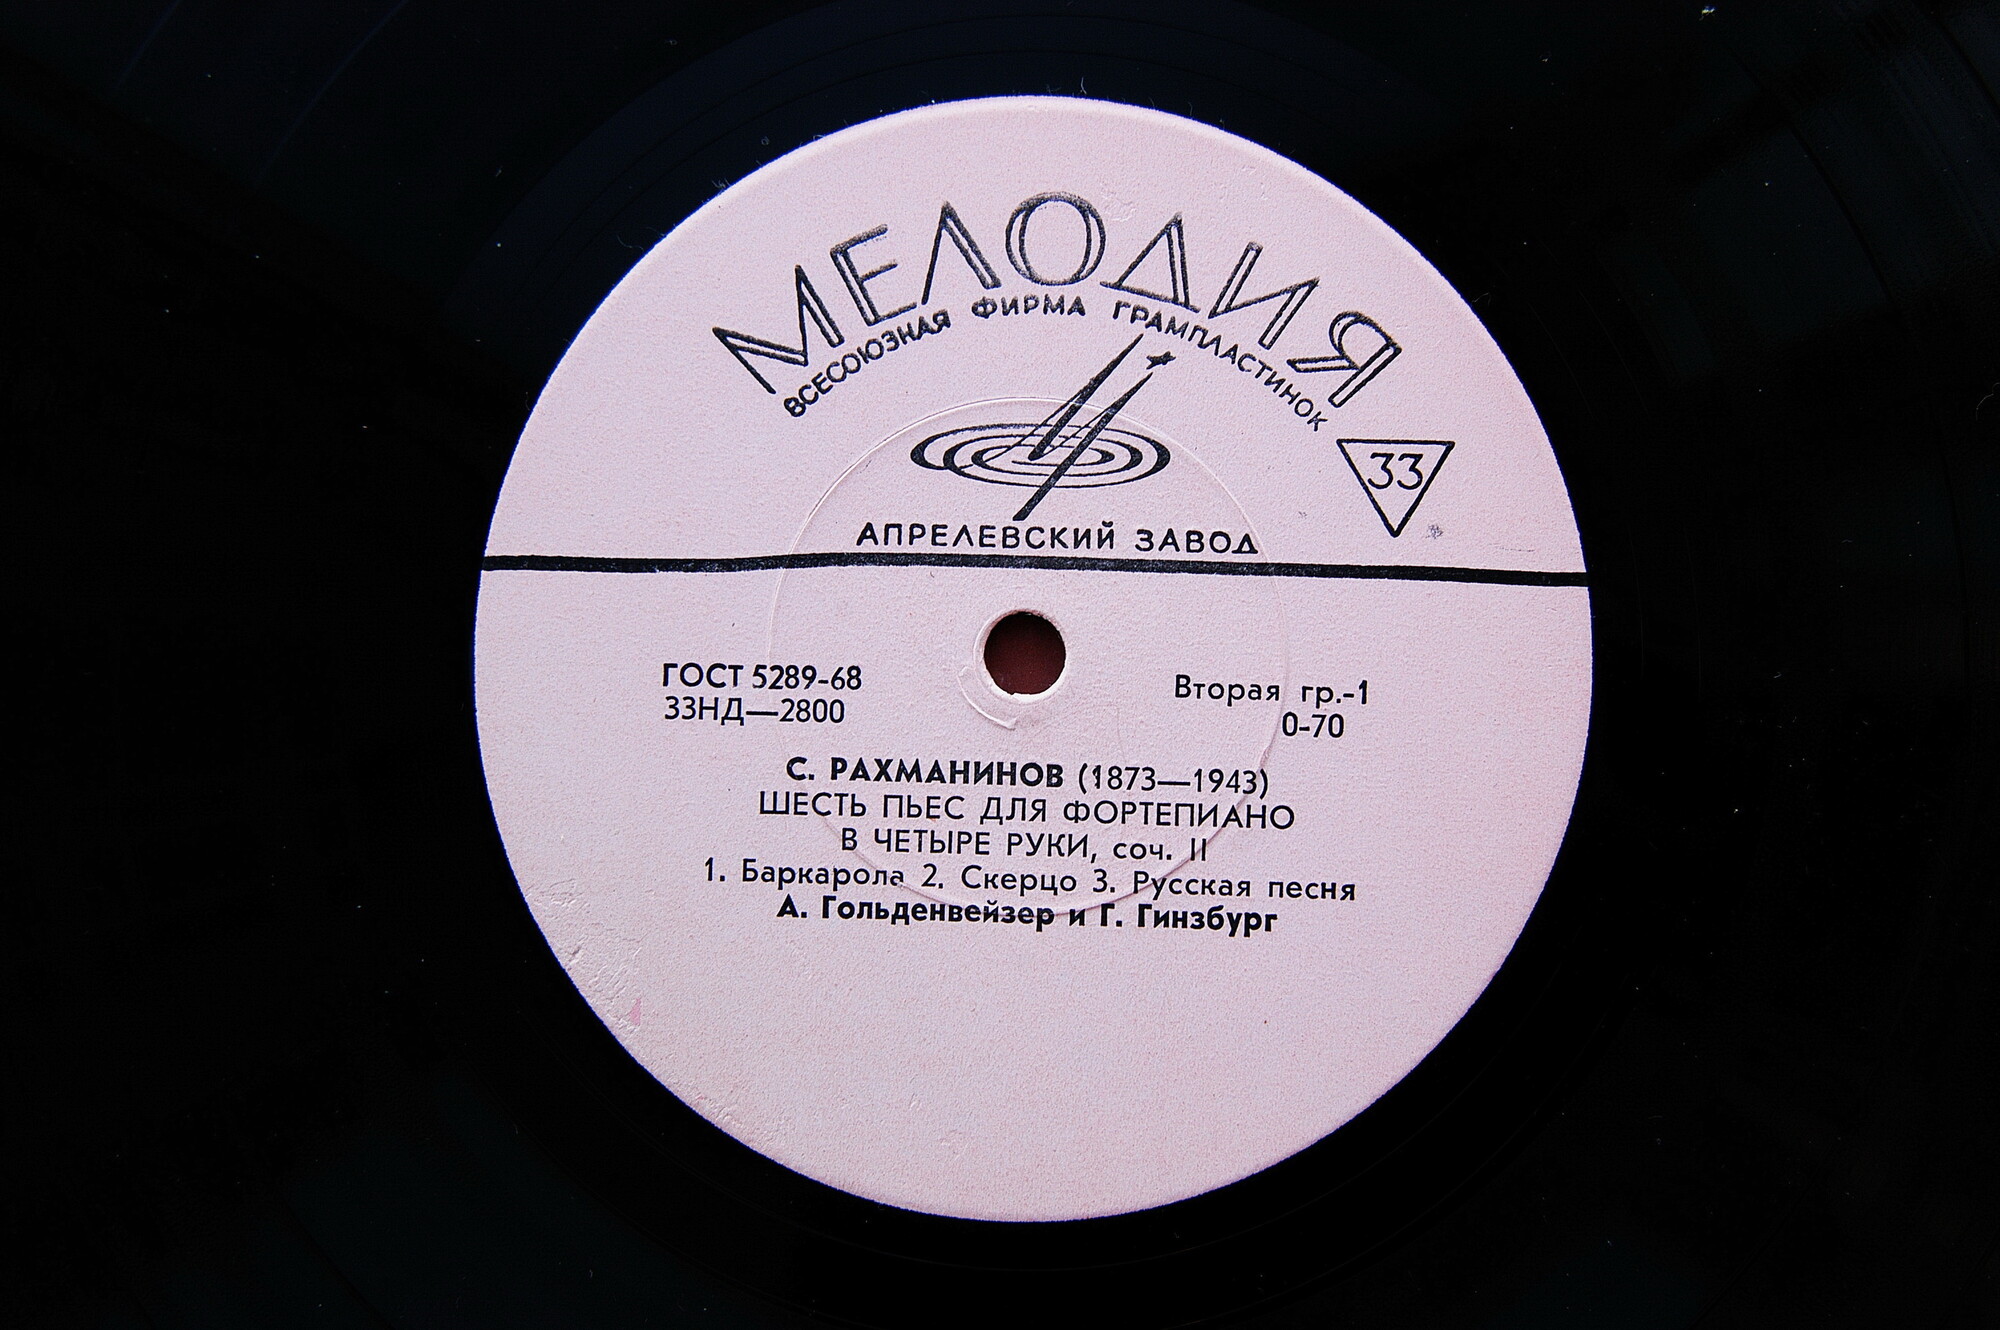 МЕЛОДИЯ
ВСЕСОЮЗНАЯ ФИРМА ГРАМПЛАСТИНОК
33
АПРЕЛЕВСКИЙ ЗАВОД
ГОСТ 5289-68
33НД—2800
Вторая гр.-1
0-70
С. РАХМАНИНОВ (1873—1943)
ШЕСТЬ ПЬЕС ДЛЯ ФОРТЕПИАНО
В ЧЕТЫРЕ РУКИ, соч. II
1. Баркарола 2. Скерцо 3. Русская песня
А. Гольденвейзер и Г. Гинзбург